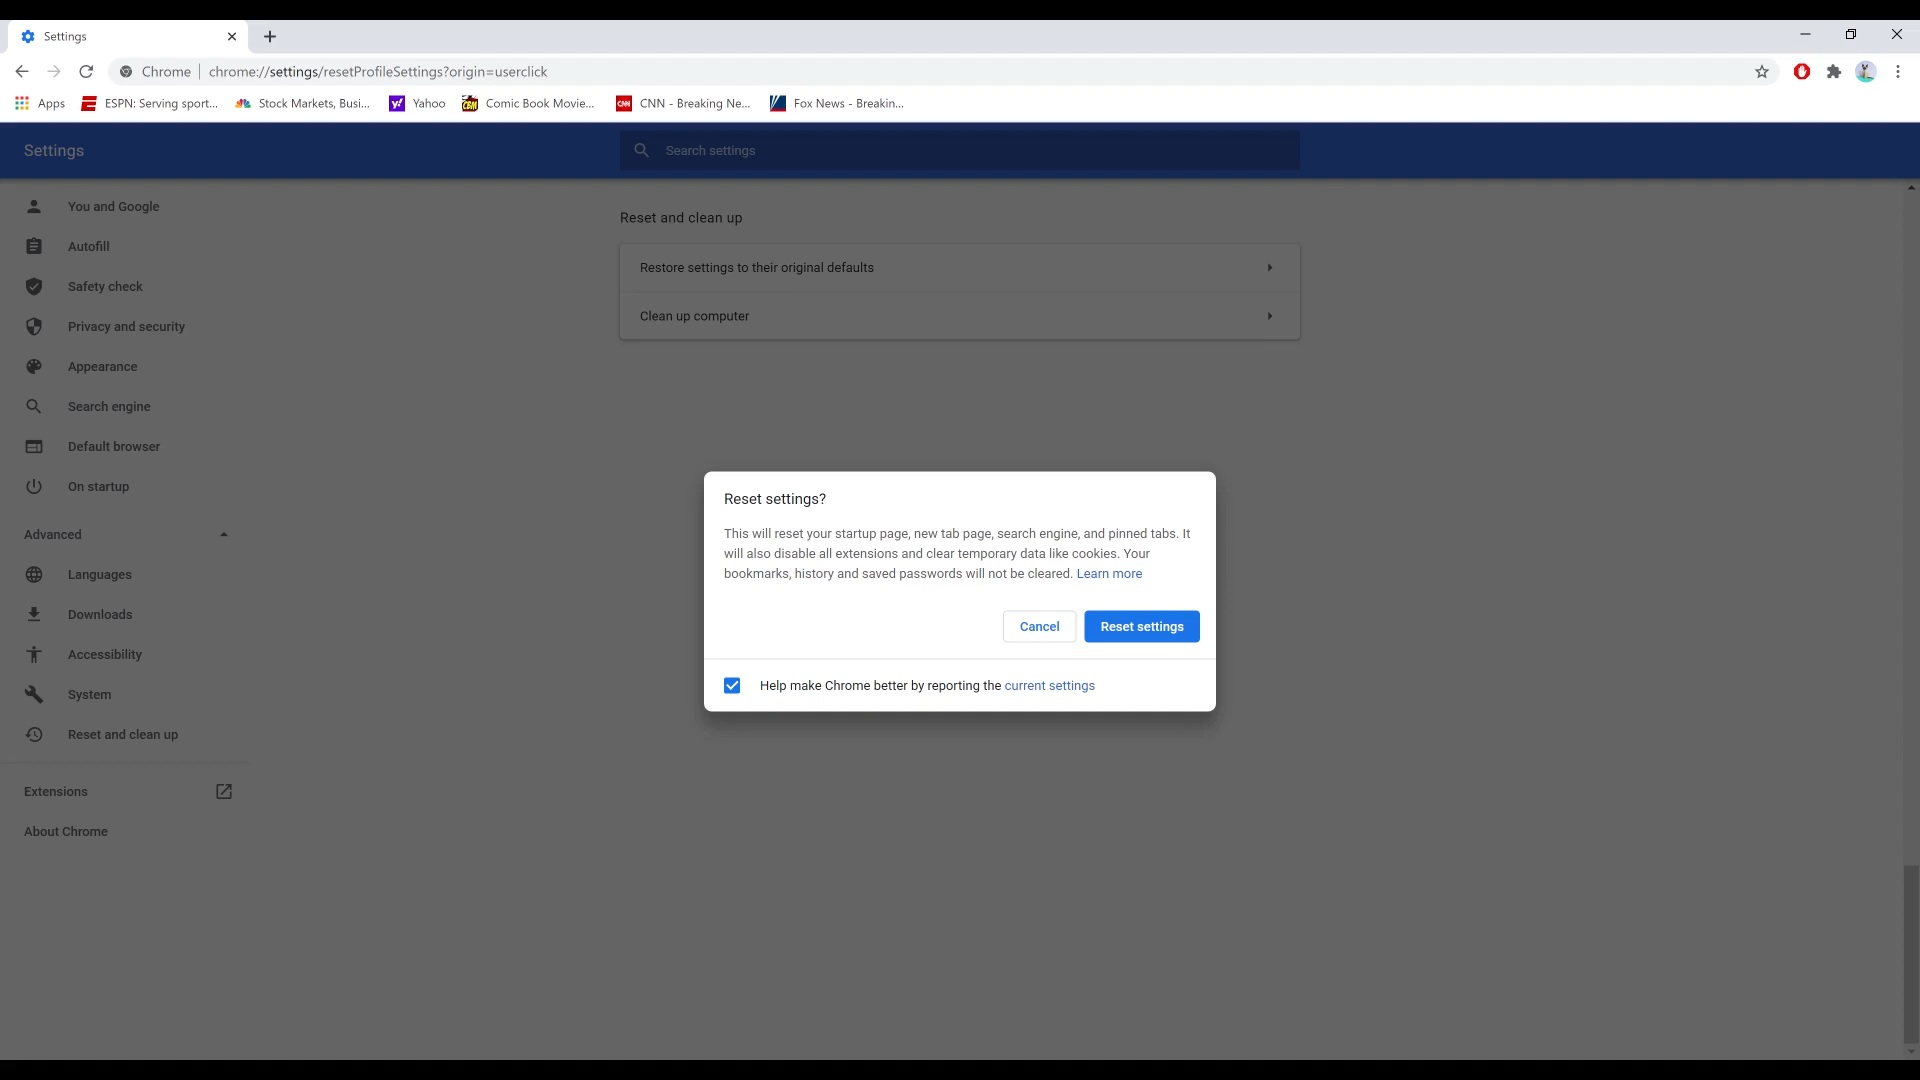 Settings
Chrome chrome://settings/resetProfileSettings?origin=userclick
Apps ESPN: Serving sport... Stock Markets, Busi... Yahoo Comic Book Movie... CNN - Breaking Ne... Fox News - Breakin...
Settings
Search settings
You and Google
Autofill
Safety check
Privacy and security
Appearance
Search engine
Default browser
On startup
Advanced
Languages
Downloads
Accessibility
System
Reset and clean up
Extensions
About Chrome
Reset and clean up
Restore settings to their original defaults
Clean up computer
Reset settings?
This will reset your startup page, new tab page, search engine, and pinned tabs. It
will also disable all extensions and clear temporary data like cookies. Your
bookmarks, history and saved passwords will not be cleared. Learn more
Cancel Reset settings
Help make Chrome better by reporting the current settings